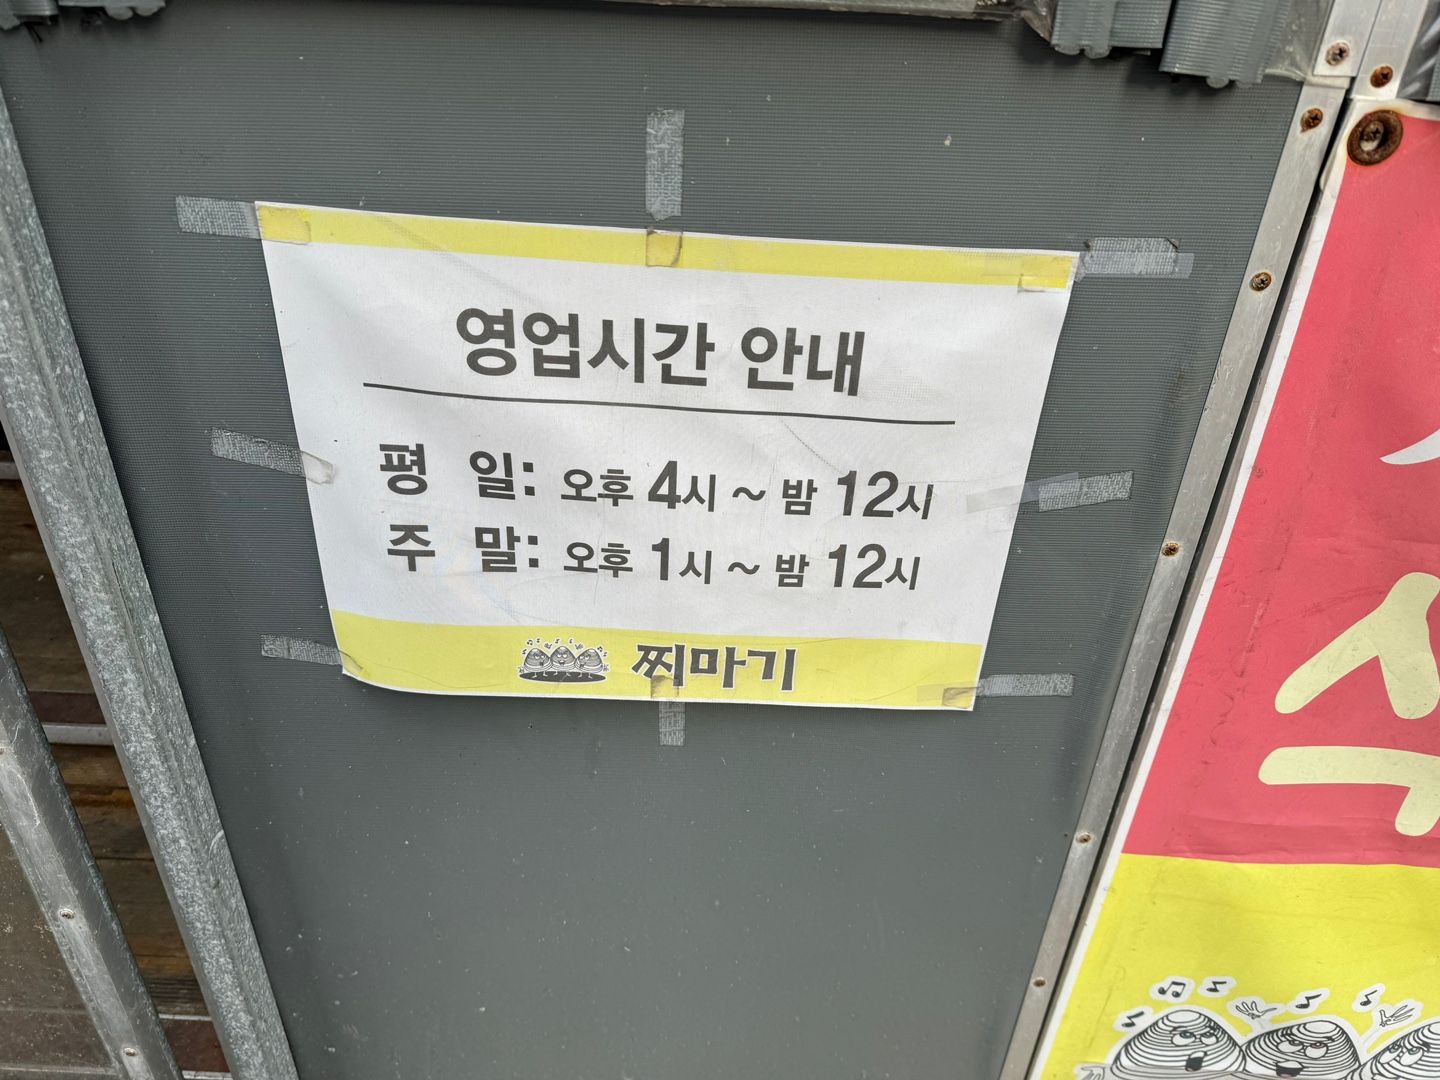 영업시간 안내
평 일: 오후 4시 ~ 밤 12시
주 말: 오후 1시 ~ 밤 12시
찌마기